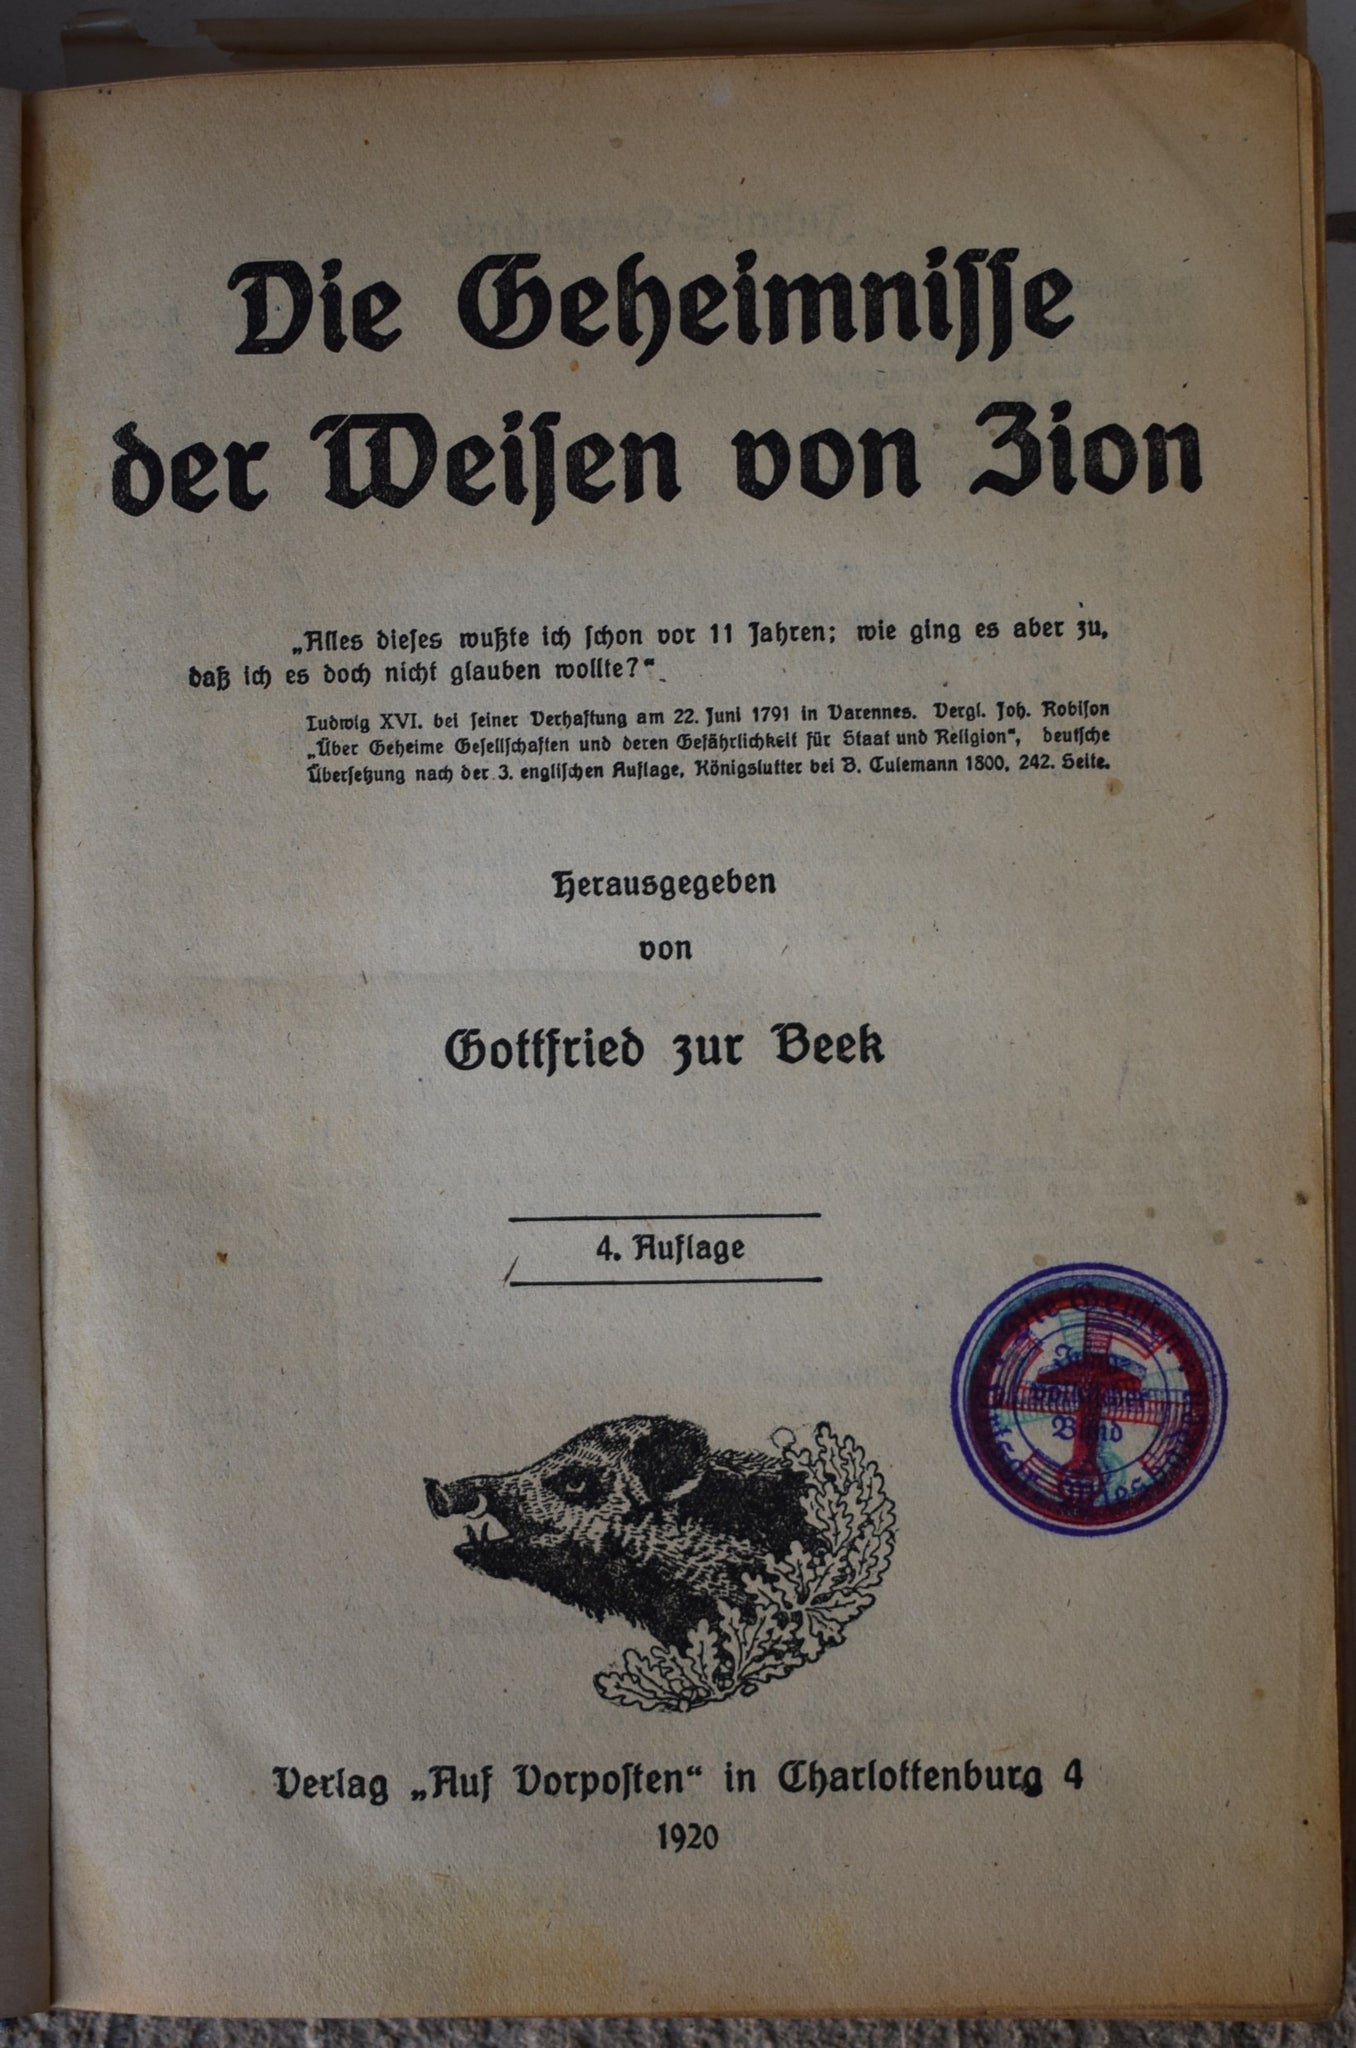 Die Geheimnisse
der Weisen von Zion
„Alles dieses wußte ich schon vor 11 Jahren; wie ging es aber zu,
daß ich es doch nicht glauben wollte?“
Ludwig XVI. bei seiner Verhaftung am 22. Juni 1791 in Varennes. Vergl. Joh. Robison
„Über Geheime Gesellschaften und deren Gefährlichkeit für Staat und Religion“, deutsche
Übersetzung nach der 3. englischen Auflage, Königslutter bei B. Culemann 1800, 242. Seite.
Herausgegeben
von
Gottfried zur Beek
4. Auflage
Bund
Verlag „Auf Vorposten“ in Charlottenburg 4
1920